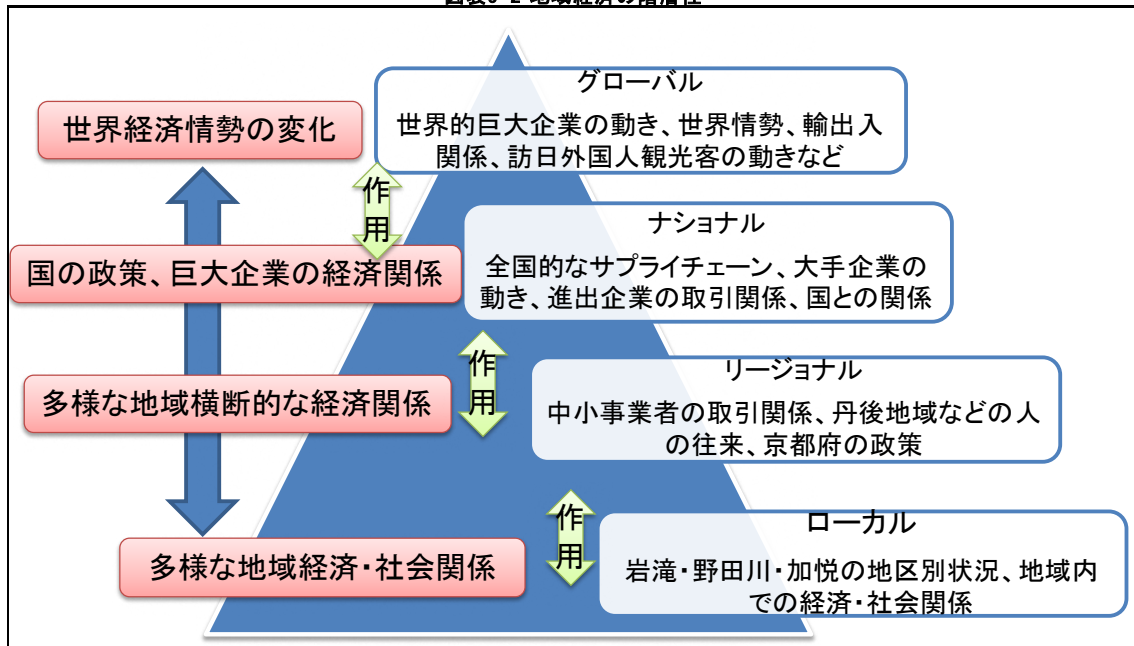 世界経済情勢の変化
グローバル
世界的巨大企業の動き、世界情勢、輸出入
関係、訪日外国人観光客の動きなど
作
用
国の政策、巨大企業の経済関係
ナショナル
全国的なサプライチェーン、大手企業の
動き、進出企業の取引関係、国との関係
作
用
多様な地域横断的な経済関係
リージョナル
中小事業者の取引関係、丹後地域などの人
の往来、京都府の政策
作
用
多様な地域経済・社会関係
ローカル
岩滝・野田川・加悦の地区別状況、地域内
での経済・社会関係